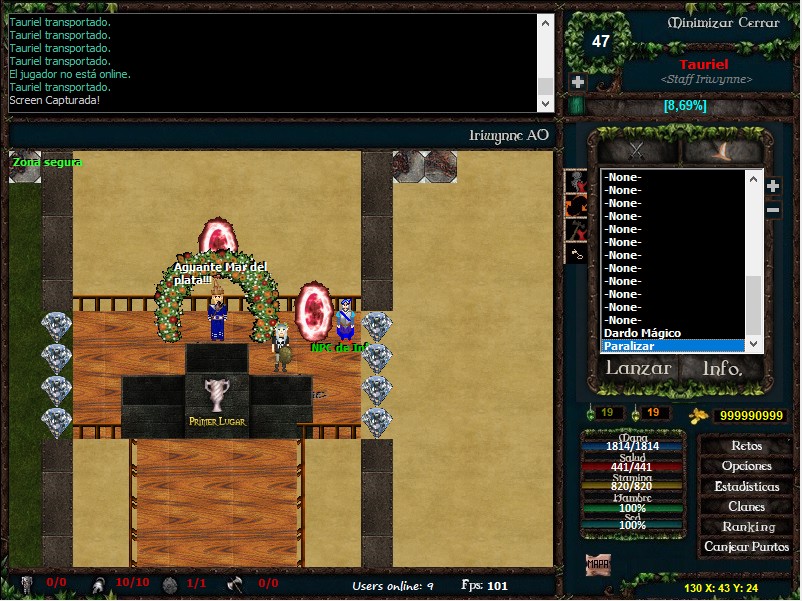 Tauriel transportado.
Tauriel transportado.
Tauriel transportado.
Tauriel transportado.
El jugador no está online.
Tauriel transportado.
Screen Capturada!
Minimizar Cerrar
47
Tauriel
<Staff Iriwynne>
[8,69%]
Iriwynne AO
Zona segura
Aguante Mar del
plata!!!
NPC de Inf
PRIMER LUGAR
-None-
-None-
-None-
-None-
-None-
-None-
-None-
-None-
-None-
-None-
-None-
-None-
Dardo Mágico
Paralizar
Lanzar
Info.
19
19
999990999
Mana
1814/1814
Salud
441/441
Stamina
820/820
Hambre
100%
Sed
100%
Retos
Opciones
Estadísticas
Clanes
Ranking
Canjear Puntos
MAPA
0/0
10/10
1/1
0/0
Users online: 9
Fps: 101
130 X: 43 Y: 24